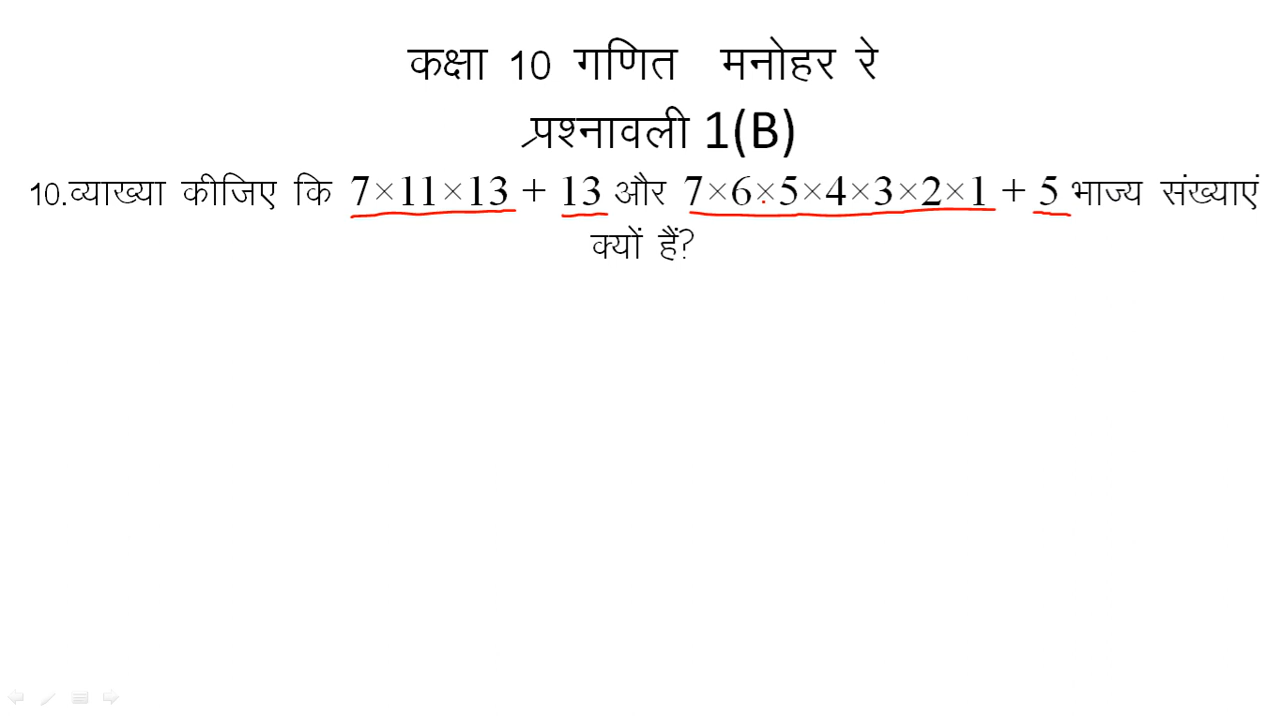 कक्षा 10 गणित मनोहर रे
प्रश्नावली 1(B)
10.व्याख्या कीजिए कि 7×11×13 + 13 और 7×6×5×4×3×2×1 + 5 भाज्य संख्याएं
क्यों हैं?